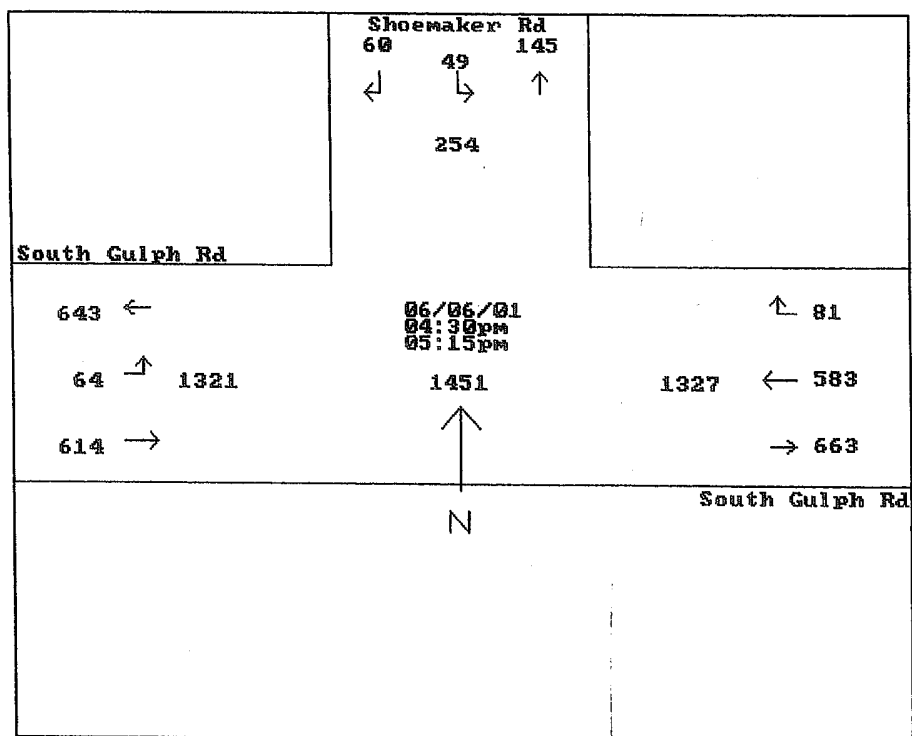 Shoemaker Rd
60 145
49
254
South Gulph Rd
643
06/06/01
04:30pm
05:15pm
81
64 1321
1451
1327 583
614
663
South Gulph Rd
N